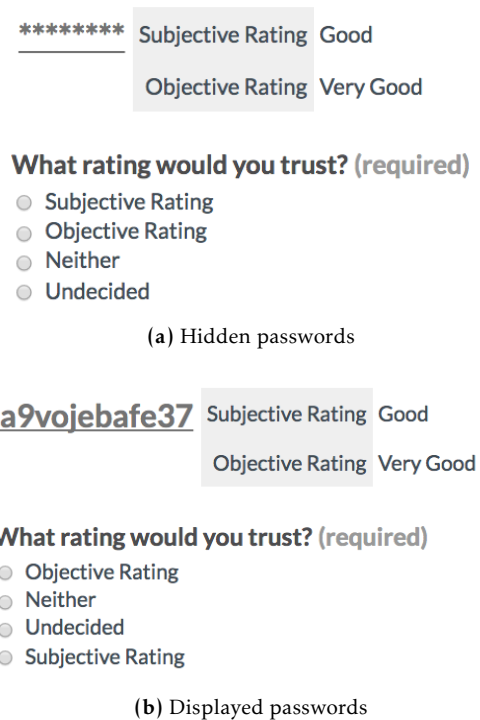 ******** Subjective Rating Good
Objective Rating Very Good
What rating would you trust? (required)
Subjective Rating
Objective Rating
Neither
Undecided
(a) Hidden passwords
a9vojebafe37 Subjective Rating Good
Objective Rating Very Good
What rating would you trust? (required)
Objective Rating
Neither
Undecided
Subjective Rating
(b) Displayed passwords